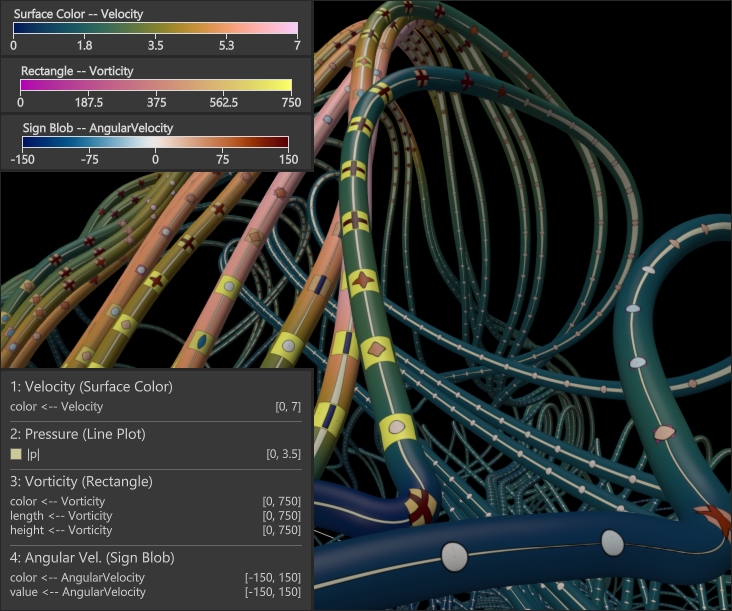 Surface Color -- Velocity
0 1.8 3.5 5.3 7
Rectangle -- Vorticity
0 187.5 375 562.5 750
Sign Blob -- AngularVelocity
-150 -75 0 75 150
1: Velocity (Surface Color)
color <-- Velocity [0, 7]
2: Pressure (Line Plot)
|p| [0, 3.5]
3: Vorticity (Rectangle)
color <-- Vorticity [0, 750]
length <-- Vorticity [0, 750]
height <-- Vorticity [0, 750]
4: Angular Vel. (Sign Blob)
color <-- AngularVelocity [-150, 150]
value <-- AngularVelocity [-150, 150]